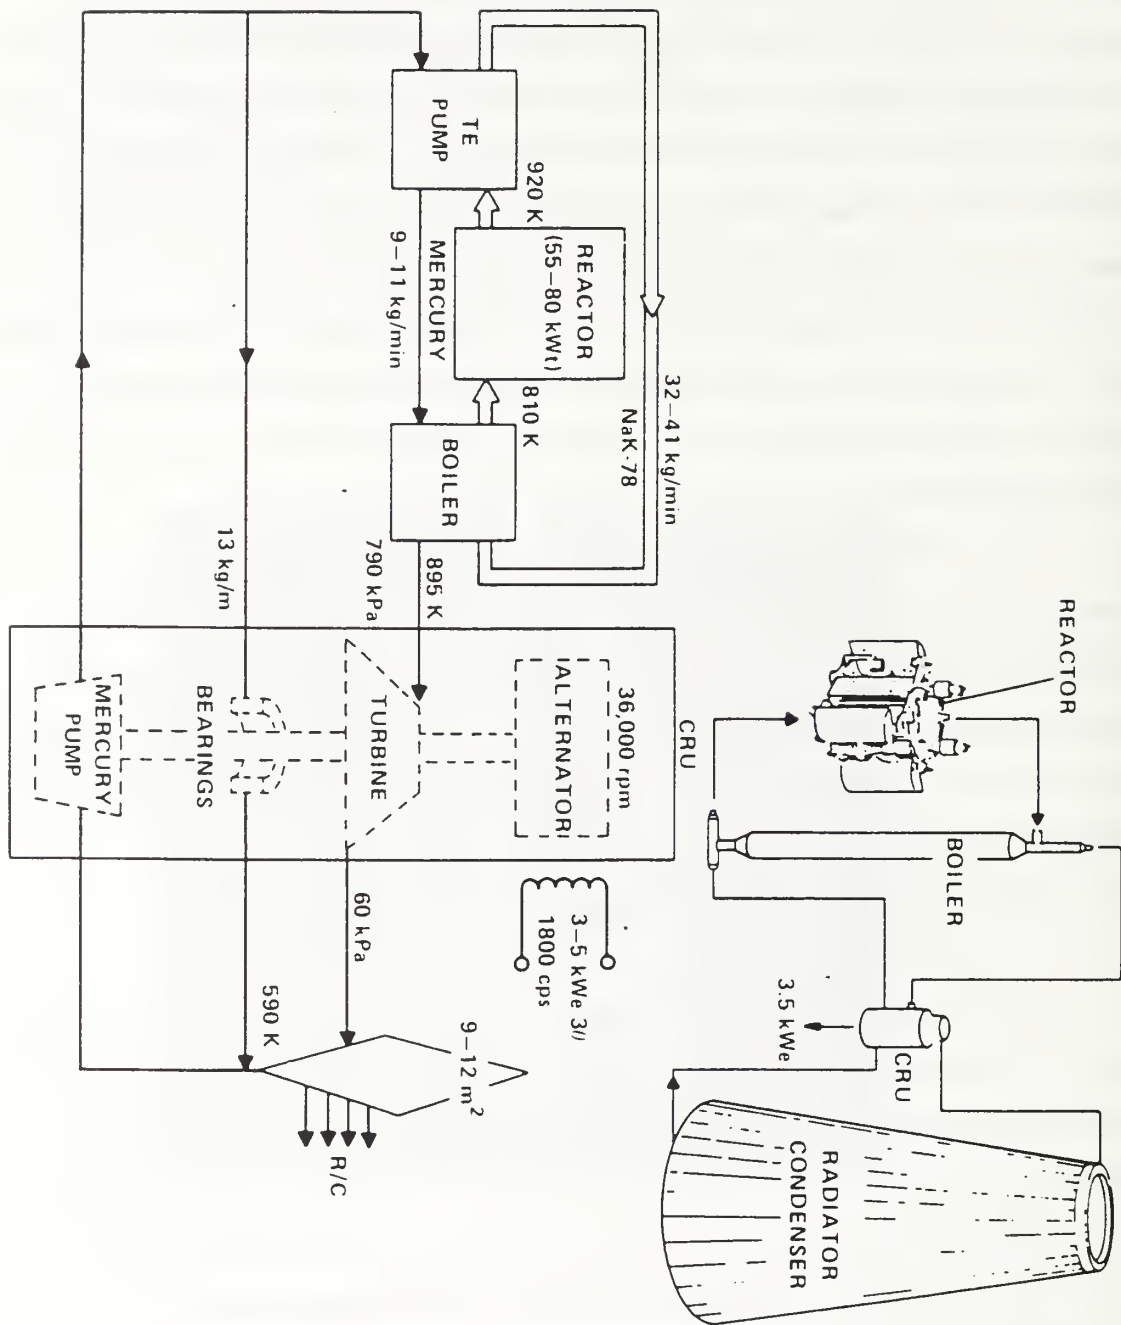 REACTOR
BOILER
3.5 kWe
CRU
RADIATOR
CONDENSER
32–41 kg/min
NaK-78
920 K
REACTOR
(55–80 kWt)
810 K
TE
PUMP
MERCURY
9–11 kg/min
BOILER
895 K
790 kPa
13 kg/m
CRU
36,000 rpm
ALTERNATOR
TURBINE
BEARINGS
MERCURY
PUMP
3–5 kWe
1800 cps
60 kPa
590 K
9–12 m²
R/C